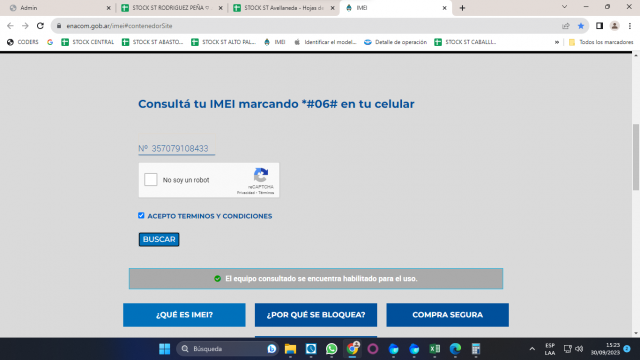 Admin
STOCK ST RODRIGUEZ PEÑA
STOCK ST Avellaneda - Hojas de
IMEI
enacom.gob.ar/imei#contenedorSite
CODERS
STOCK CENTRAL
STOCK ST ABASTO...
STOCK ST ALTO PAL...
IMEI
Identificar el model...
Detalle de operación
STOCK ST CABALLI...
»
Todos los marcadores
Consultá tu IMEI marcando *#06# en tu celular
Nº 357079108433
No soy un robot
reCAPTCHA
Privacidad - Términos
ACEPTO TERMINOS Y CONDICIONES
BUSCAR
El equipo consultado se encuentra habilitado para el uso.
¿QUÉ ES IMEI?
¿POR QUÉ SE BLOQUEA?
COMPRA SEGURA
Búsqueda
ESP
LAA
15:25
30/09/2023